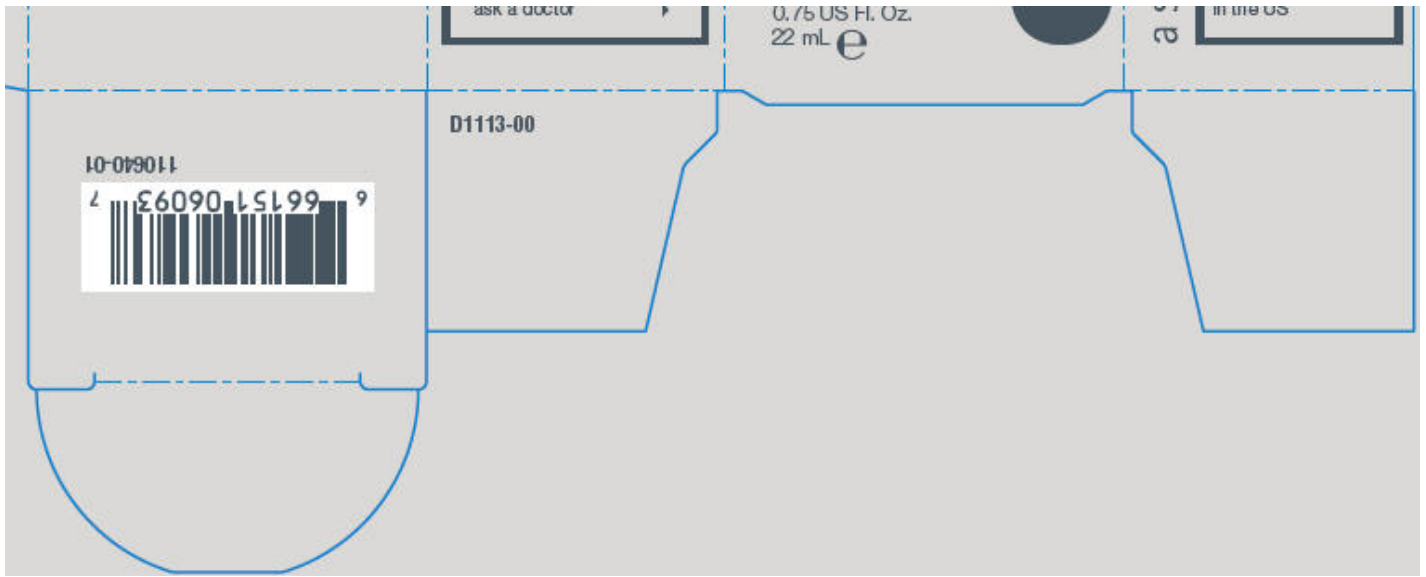 ask a doctor
0.75 US Fl. Oz.
22 mL ℮
a
in the US
D1113-00
110640-01
6 66151 06093 7